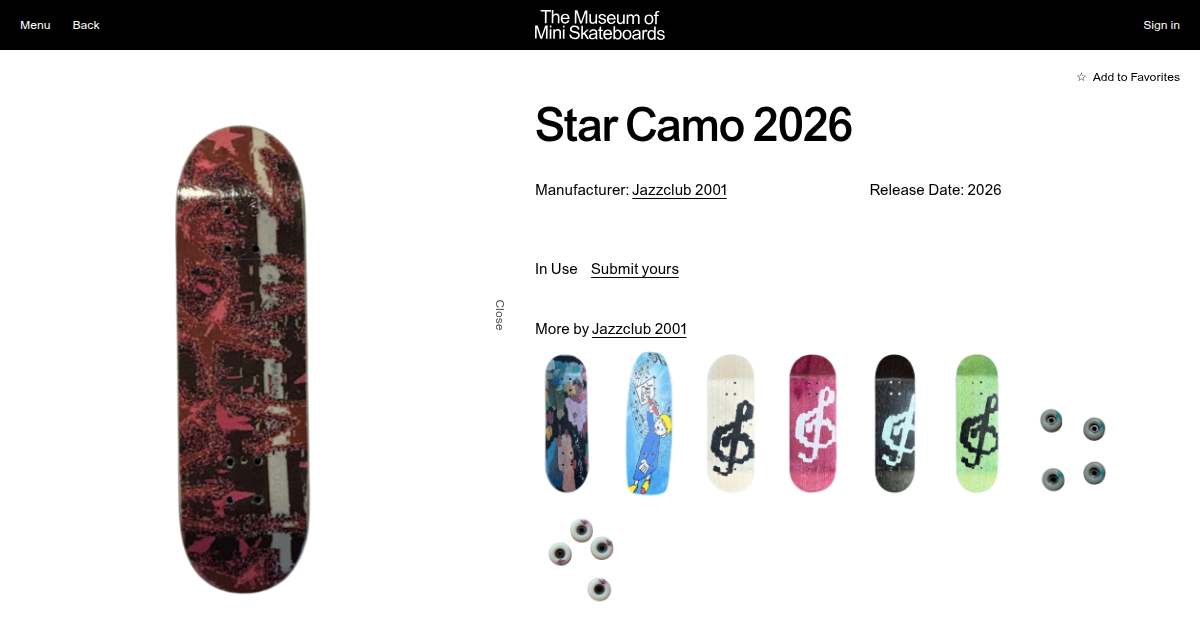 Menu
Back
The Museum of
Mini Skateboards
Sign in
☆ Add to Favorites
Star Camo 2026
Manufacturer: Jazzclub 2001
Release Date: 2026
In Use
Submit yours
Close
More by Jazzclub 2001